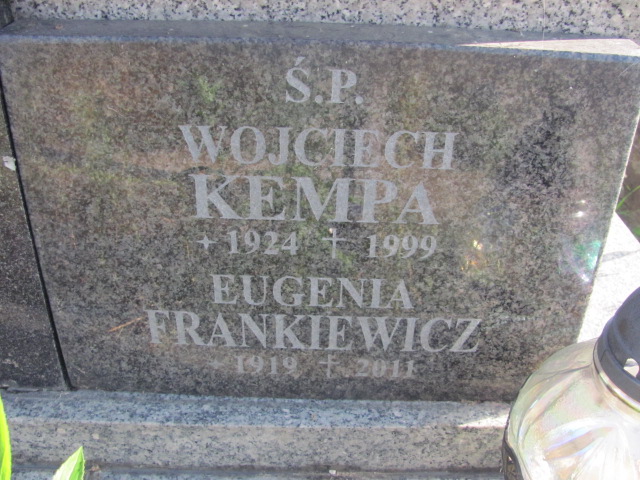 Ś.P.
WOJCIECH
KEMPA
+ 1924 † 1999
EUGENIA
FRANKIEWICZ
+ 1919 † 2011